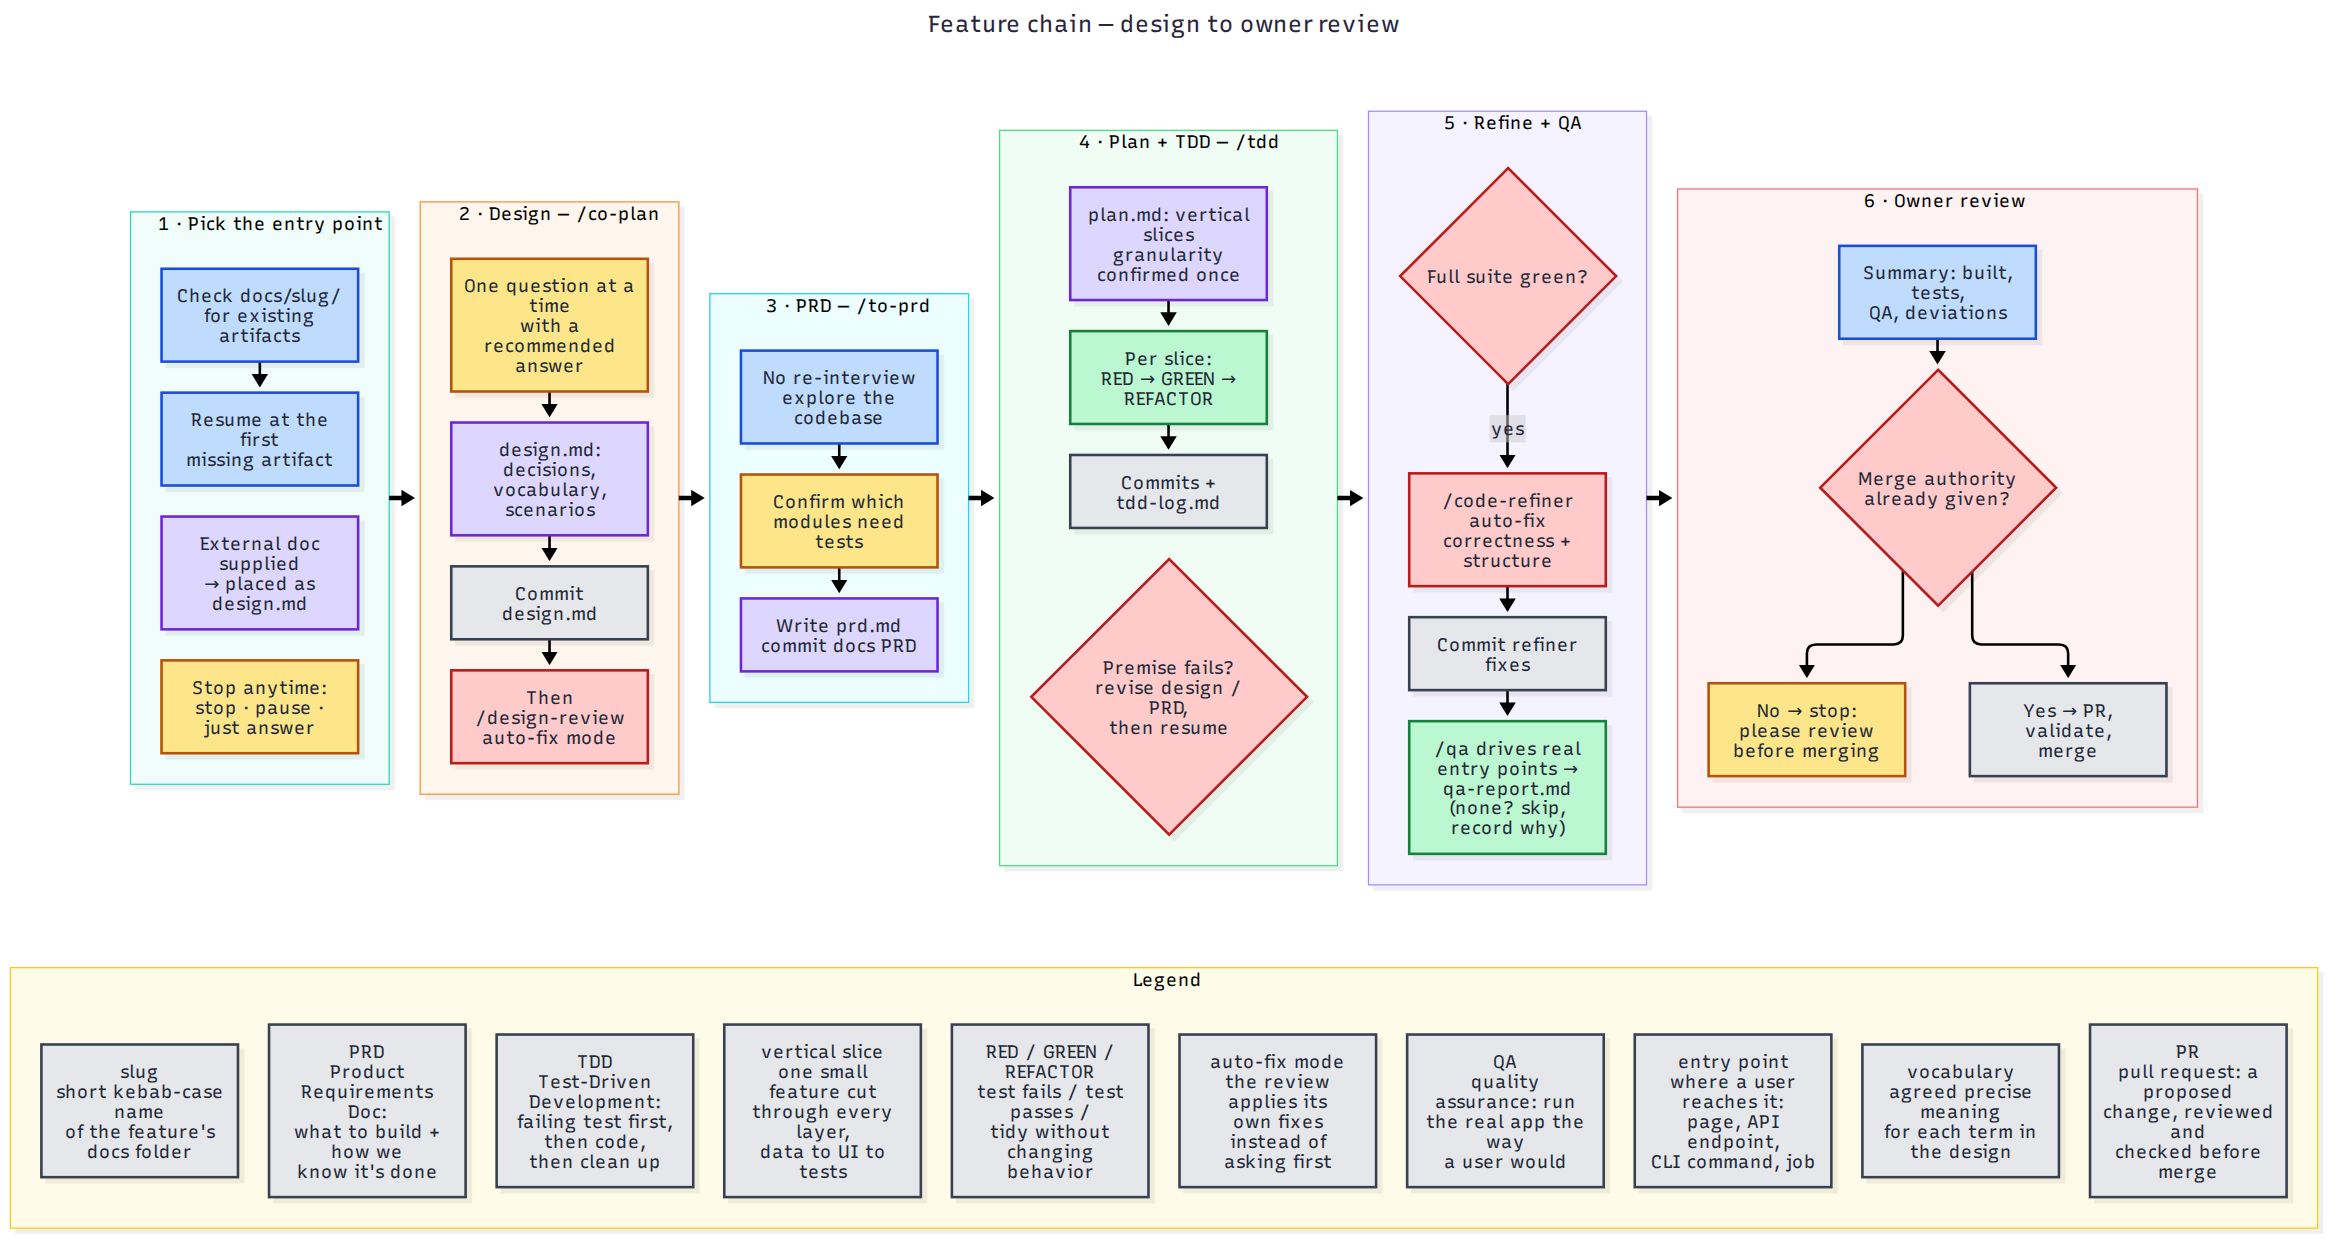 Feature chain — design to owner review
1 · Pick the entry point
Check docs/slug/
for existing
artifacts
Resume at the
first
missing artifact
External doc
supplied
→ placed as
design.md
Stop anytime:
stop · pause ·
just answer
2 · Design — /co-plan
One question at a
time
with a
recommended
answer
design.md:
decisions,
vocabulary,
scenarios
Commit
design.md
Then
/design-review
auto-fix mode
3 · PRD — /to-prd
No re-interview
explore the
codebase
Confirm which
modules need
tests
Write prd.md
commit docs PRD
4 · Plan + TDD — /tdd
plan.md: vertical
slices
granularity
confirmed once
Per slice:
RED → GREEN →
REFACTOR
Commits +
tdd-log.md
Premise fails?
revise design /
PRD,
then resume
5 · Refine + QA
Full suite green?
yes
/code-refiner
auto-fix
correctness +
structure
Commit refiner
fixes
/qa drives real
entry points →
qa-report.md
(none? skip,
record why)
6 · Owner review
Summary: built,
tests,
QA, deviations
Merge authority
already given?
No → stop:
please review
before merging
Yes → PR,
validate,
merge
Legend
slug
short kebab-case
name
of the feature's
docs folder
PRD
Product
Requirements
Doc:
what to build +
how we
know it's done
TDD
Test-Driven
Development:
failing test first,
then code,
then clean up
vertical slice
one small
feature cut
through every
layer,
data to UI to
tests
RED / GREEN /
REFACTOR
test fails / test
passes /
tidy without
changing
behavior
auto-fix mode
the review
applies its
own fixes
instead of
asking first
QA
quality
assurance: run
the real app the
way
a user would
entry point
where a user
reaches it:
page, API
endpoint,
CLI command, job
vocabulary
agreed precise
meaning
for each term in
the design
PR
pull request: a
proposed
change, reviewed
and
checked before
merge